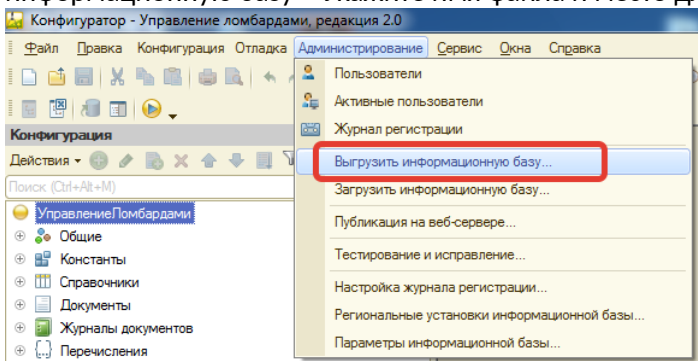 Конфигуратор - Управление ломбардами, редакция 2.0
Файл Правка Конфигурация Отладка Администрирование Сервис Окна Справка
Пользователи
Активные пользователи
Журнал регистрации
Выгрузить информационную базу...
Загрузить информационную базу...
Публикация на веб-сервере...
Тестирование и исправление...
Настройка журнала регистрации...
Региональные установки информационной базы...
Параметры информационной базы...
Конфигурация
Действия
Поиск (Ctrl+Alt+M)
УправлениеЛомбардами
Общие
Константы
Справочники
Документы
Журналы документов
Перечисления